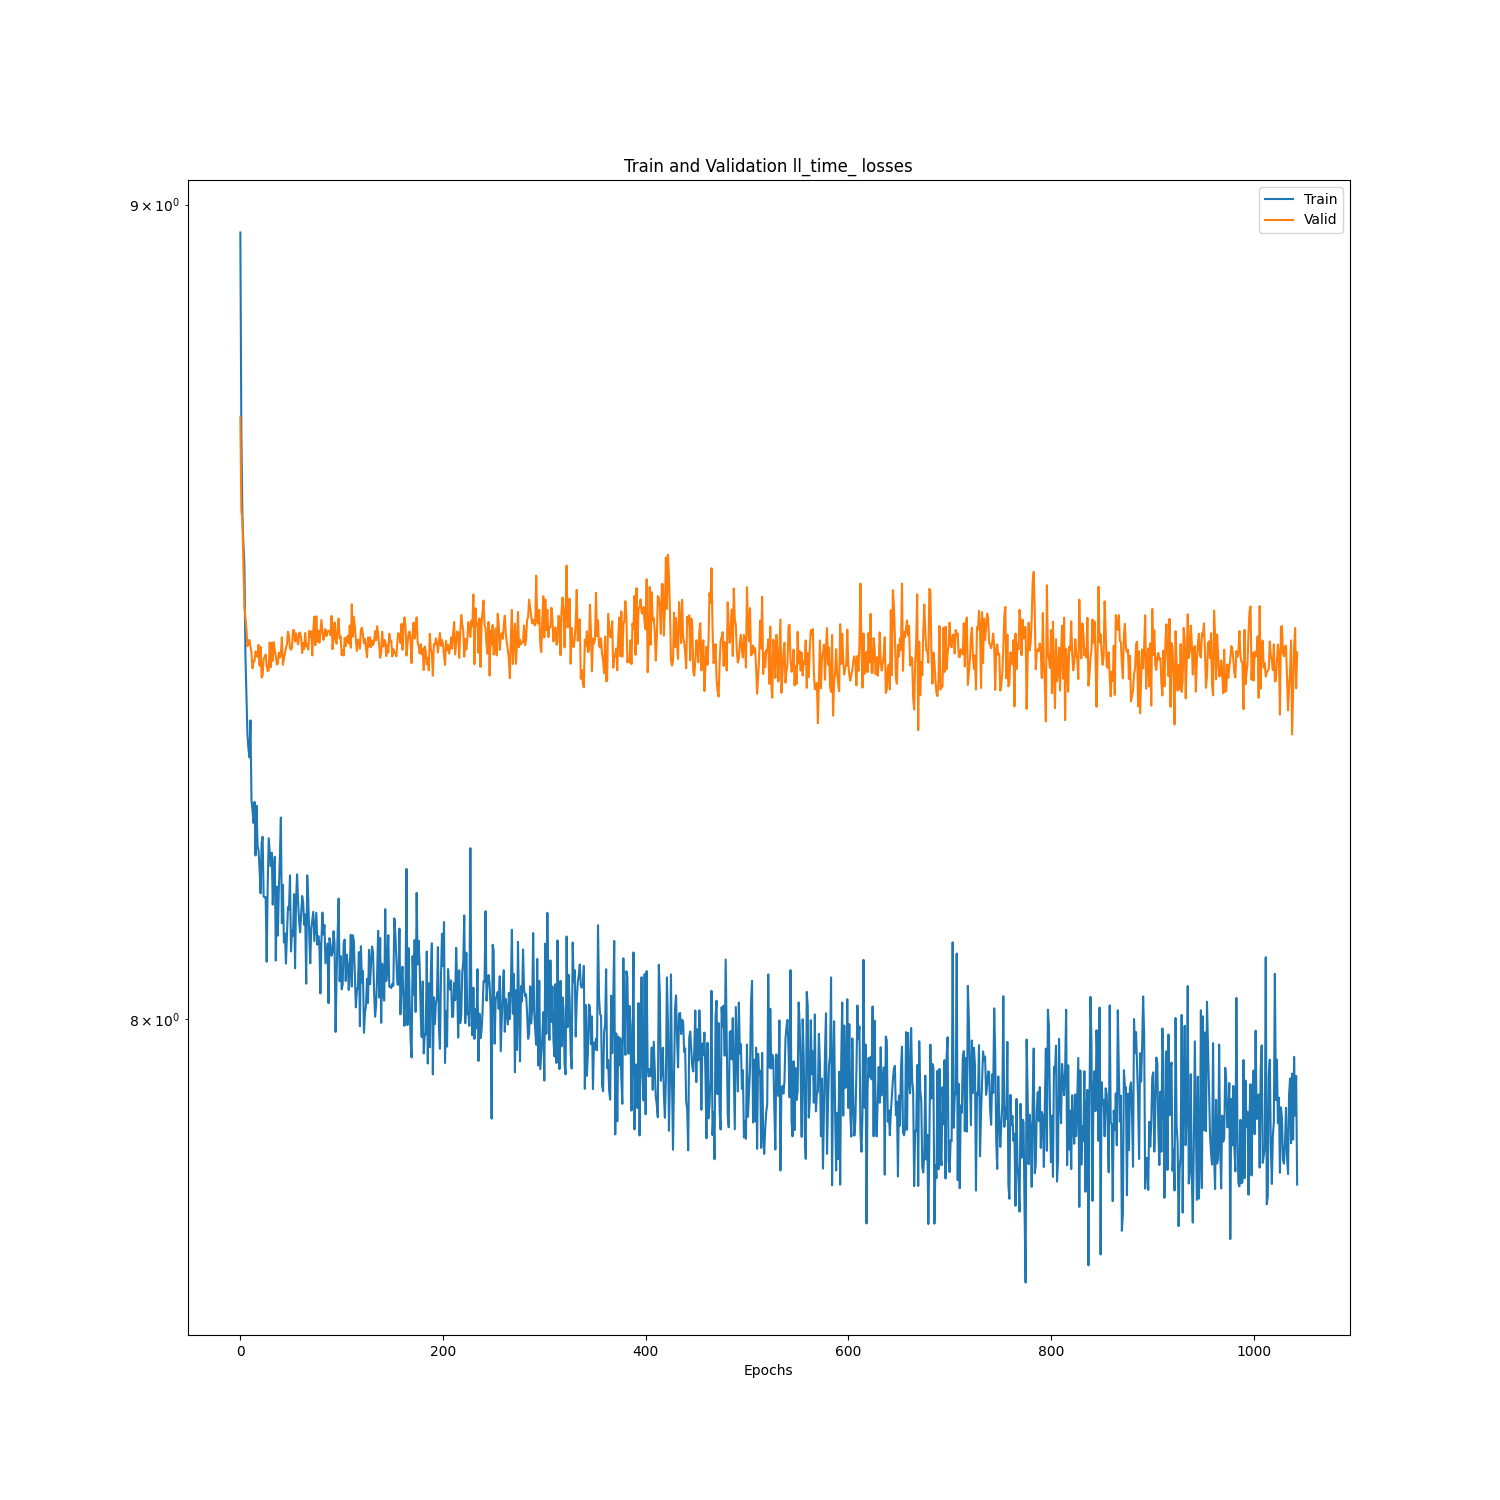 Train and Validation ll_time_ losses
9 × 10⁰
Train
Valid
8 × 10⁰
0 200 400 600 800 1000
Epochs